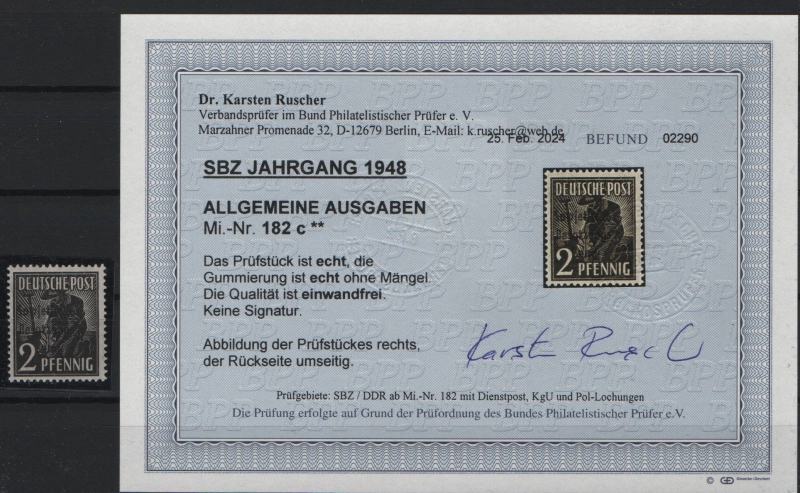 Dr. Karsten Ruscher
Verbandsprüfer im Bund Philatelistischer Prüfer e. V.
Marzahner Promenade 32, D-12679 Berlin, E-Mail: k.ruscher@web.de
25. Feb. 2024 BEFUND 02290
SBZ JAHRGANG 1948
ALLGEMEINE AUSGABEN
Mi.-Nr. 182 c **
Das Prüfstück ist echt, die
Gummierung ist echt ohne Mängel.
Die Qualität ist einwandfrei.
Keine Signatur.
Abbildung der Prüfstückes rechts,
der Rückseite umseitig.
DEUTSCHE POST
2 PFENNIG
Karsten Ruscher
Prüfgebiete: SBZ / DDR ab Mi.-Nr. 182 mit Dienstpost, KgU und Pol-Lochungen
Die Prüfung erfolgte auf Grund der Prüfordnung des Bundes Philatelistischer Prüfer e.V.
DEUTSCHE POST
2 PFENNIG
BPP